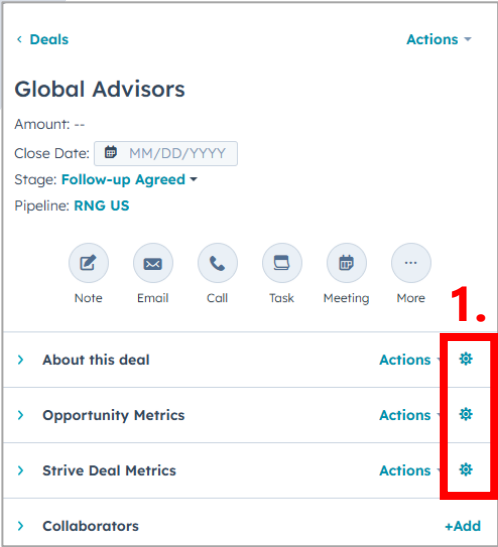 < Deals Actions
Global Advisors
Amount: --
Close Date: MM/DD/YYYY
Stage: Follow-up Agreed
Pipeline: RNG US
Note Email Call Task Meeting More
1.
About this deal Actions
Opportunity Metrics Actions
Strive Deal Metrics Actions
Collaborators +Add